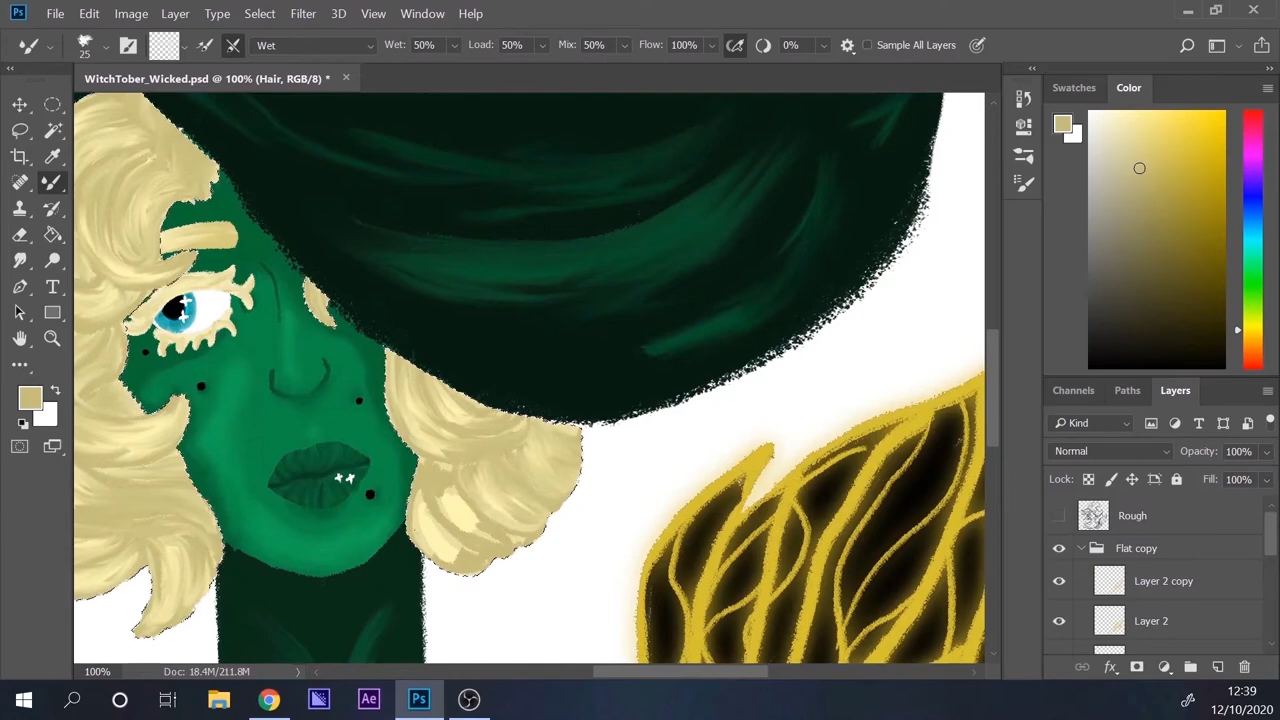 Ps File Edit Image Layer Type Select Filter 3D View Window Help
25 Wet Wet: 50% Load: 50% Mix: 50% Flow: 100% 0% Sample All Layers
WitchTober_Wicked.psd @ 100% (Hair, RGB/8) *
Swatches Color
Channels Paths Layers
Kind
Normal Opacity: 100%
Lock: Fill: 100%
Rough
Flat copy
Layer 2 copy
Layer 2
100% Doc: 18.4M/211.8M
fx
Ae Ps
12:39
12/10/2020